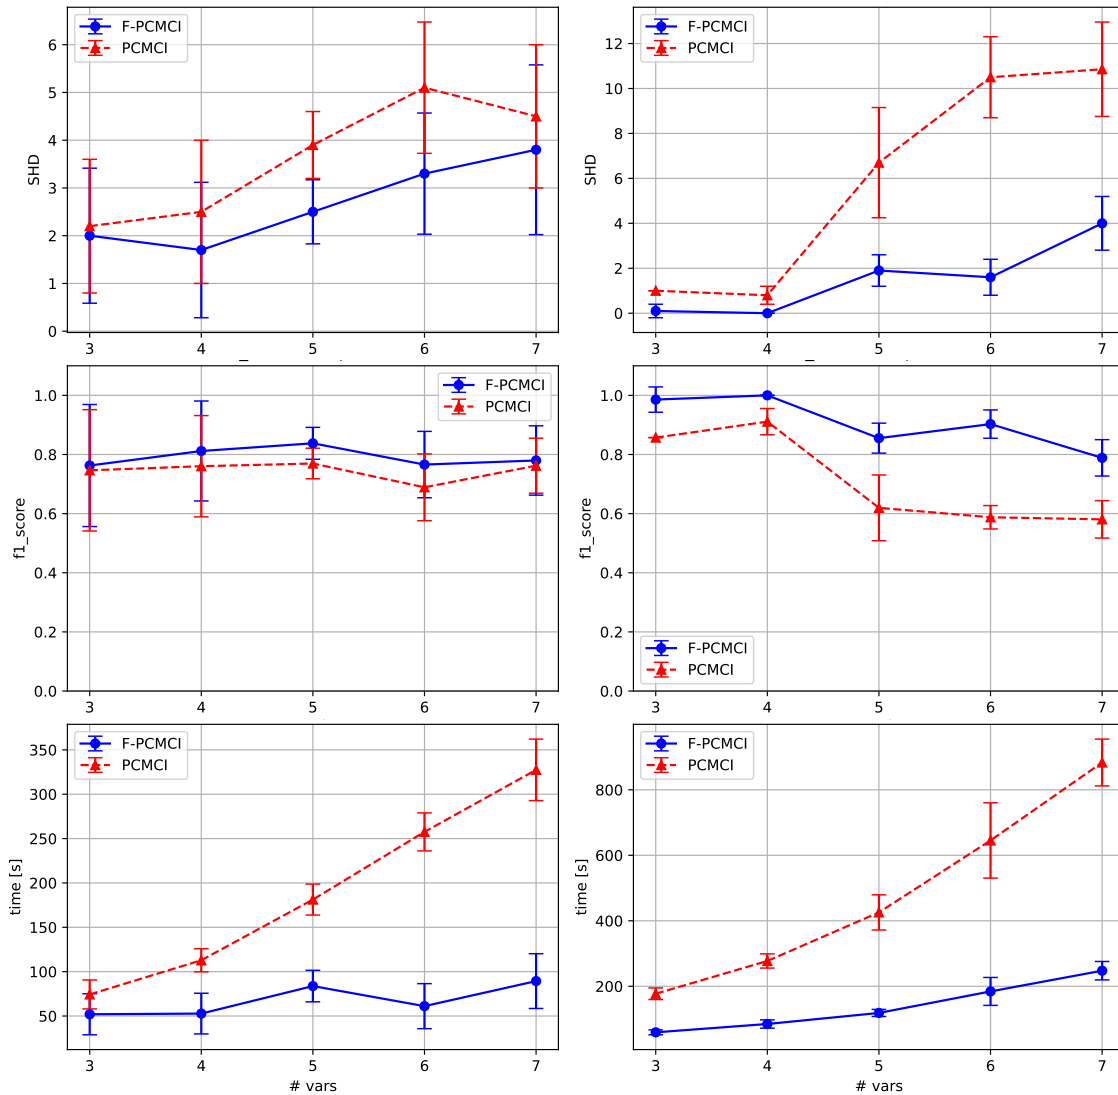 F-PCMCI
PCMCI
SHD
6
5
4
3
2
1
0
3 4 5 6 7
F-PCMCI
PCMCI
SHD
12
10
8
6
4
2
0
3 4 5 6 7
F-PCMCI
PCMCI
f1_score
1.0
0.8
0.6
0.4
0.2
0.0
3 4 5 6 7
F-PCMCI
PCMCI
f1_score
1.0
0.8
0.6
0.4
0.2
0.0
3 4 5 6 7
F-PCMCI
PCMCI
time [s]
350
300
250
200
150
100
50
3 4 5 6 7
# vars
F-PCMCI
PCMCI
time [s]
800
600
400
200
3 4 5 6 7
# vars